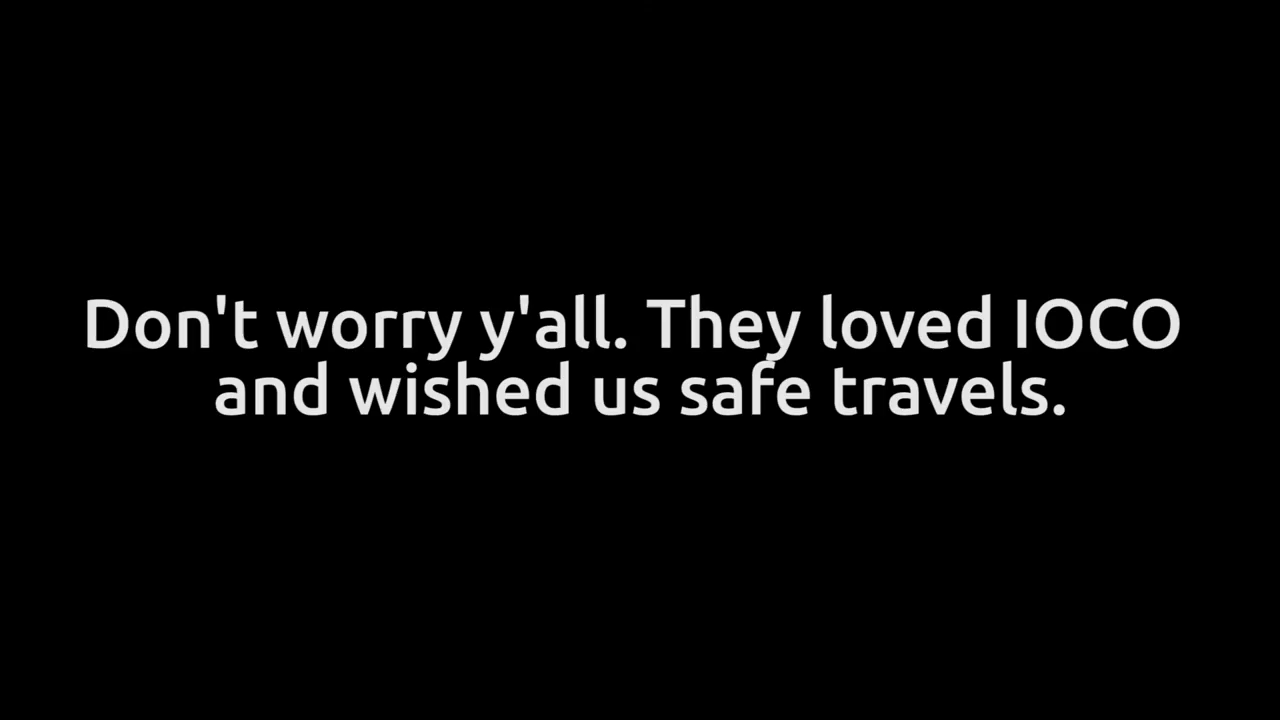 Don't worry y'all. They loved IOCO
and wished us safe travels.